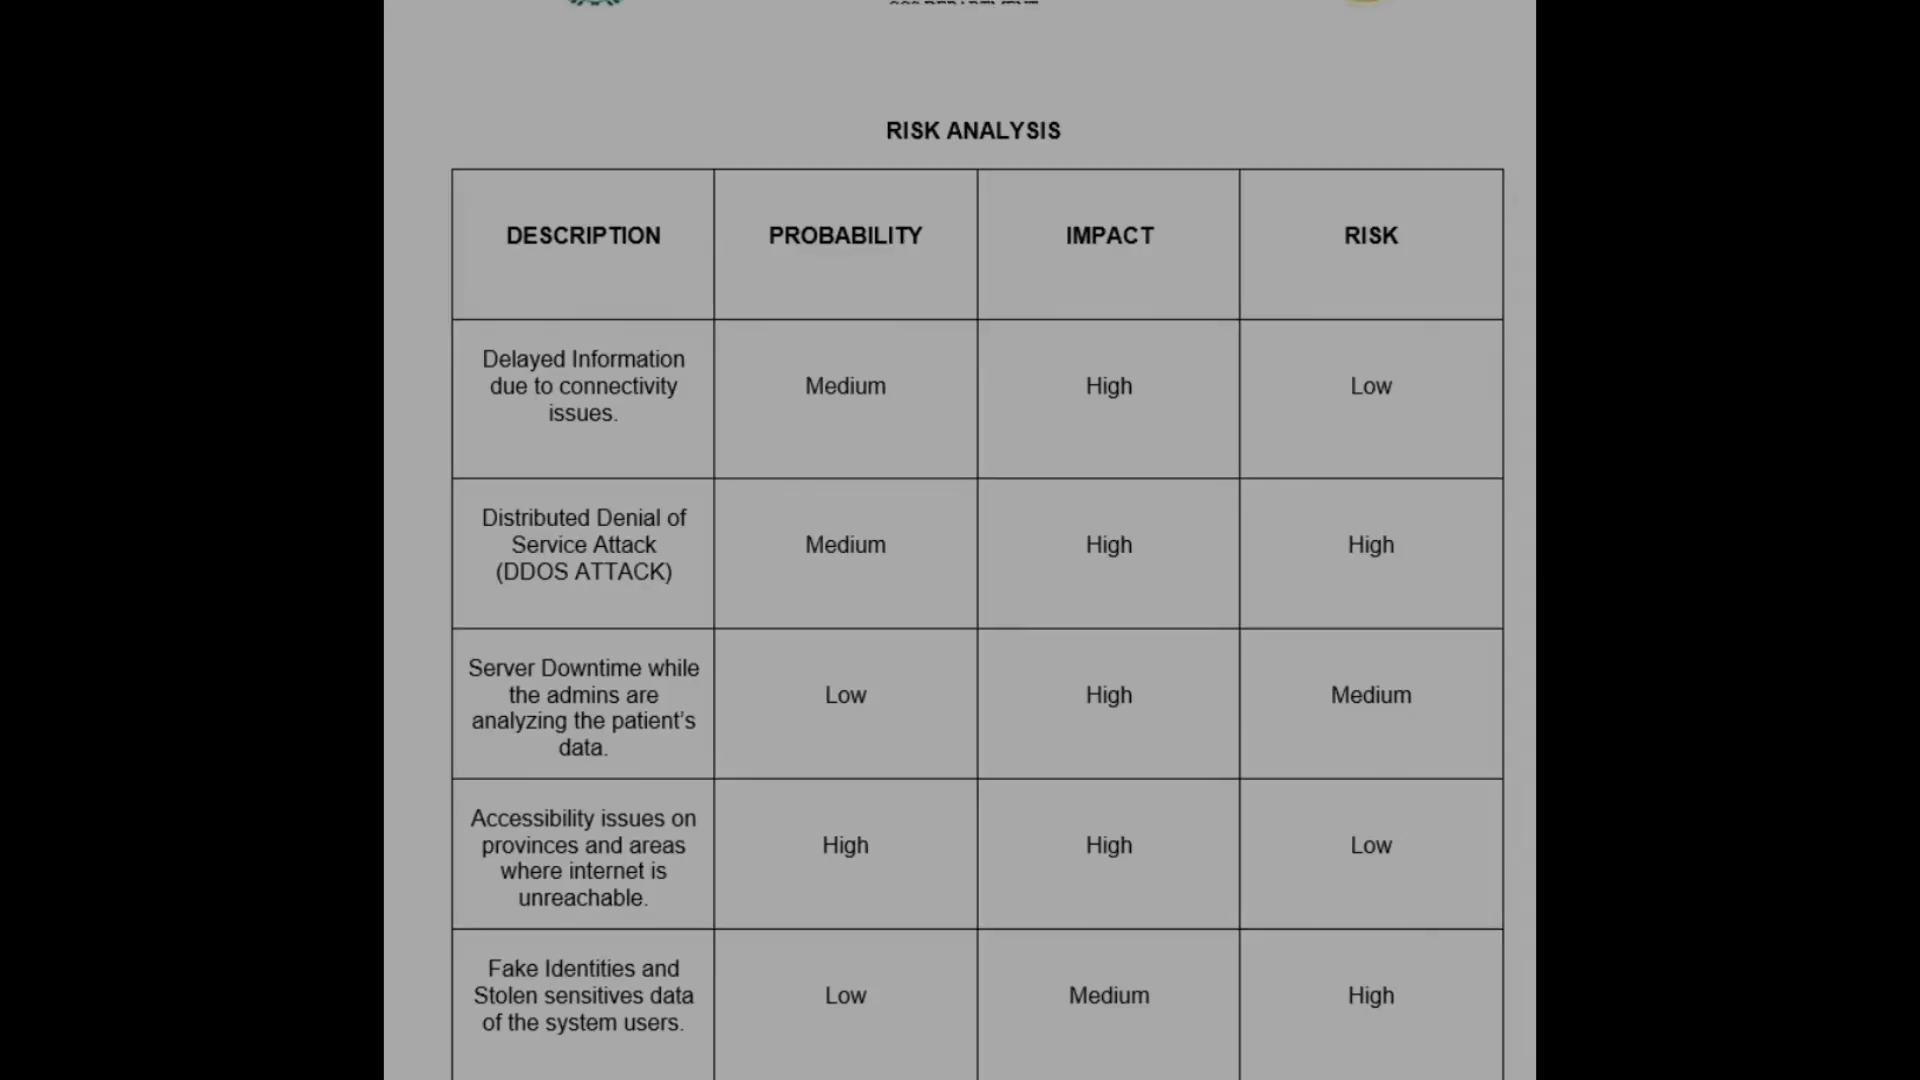 RISK ANALYSIS
DESCRIPTION PROBABILITY IMPACT RISK
Delayed Information
due to connectivity
issues.
Medium High Low
Distributed Denial of
Service Attack
(DDOS ATTACK)
Medium High High
Server Downtime while
the admins are
analyzing the patient's
data.
Low High Medium
Accessibility issues on
provinces and areas
where internet is
unreachable.
High High Low
Fake Identities and
Stolen sensitives data
of the system users.
Low Medium High